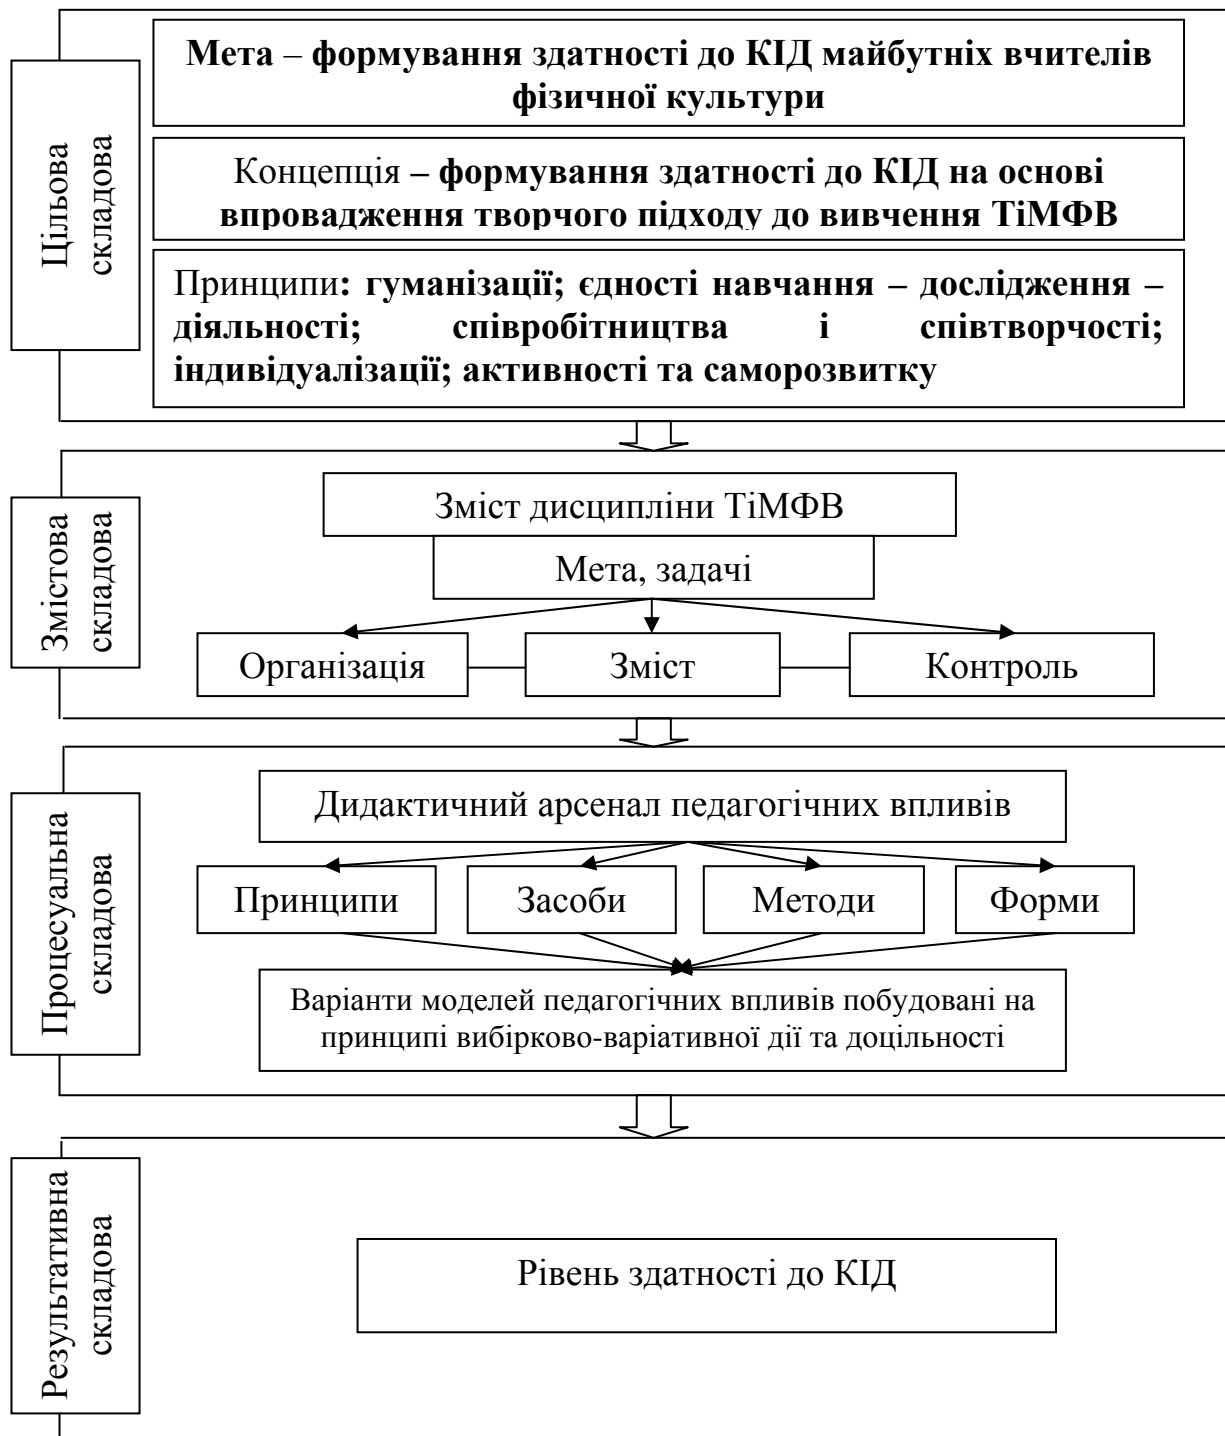 Цільова
складова
Мета – формування здатності до КІД майбутніх вчителів
фізичної культури
Концепція – формування здатності до КІД на основі
впровадження творчого підходу до вивчення ТіМФВ
Принципи: гуманізації; єдності навчання – дослідження –
діяльності; співробітництва і співтворчості;
індивідуалізації; активності та саморозвитку
Змістова
складова
Зміст дисципліни ТіМФВ
Мета, задачі
Організація
Зміст
Контроль
Процесуальна
складова
Дидактичний арсенал педагогічних впливів
Принципи
Засоби
Методи
Форми
Варіанти моделей педагогічних впливів побудовані на
принципі вибірково-варіативної дії та доцільності
Результативна
складова
Рівень здатності до КІД